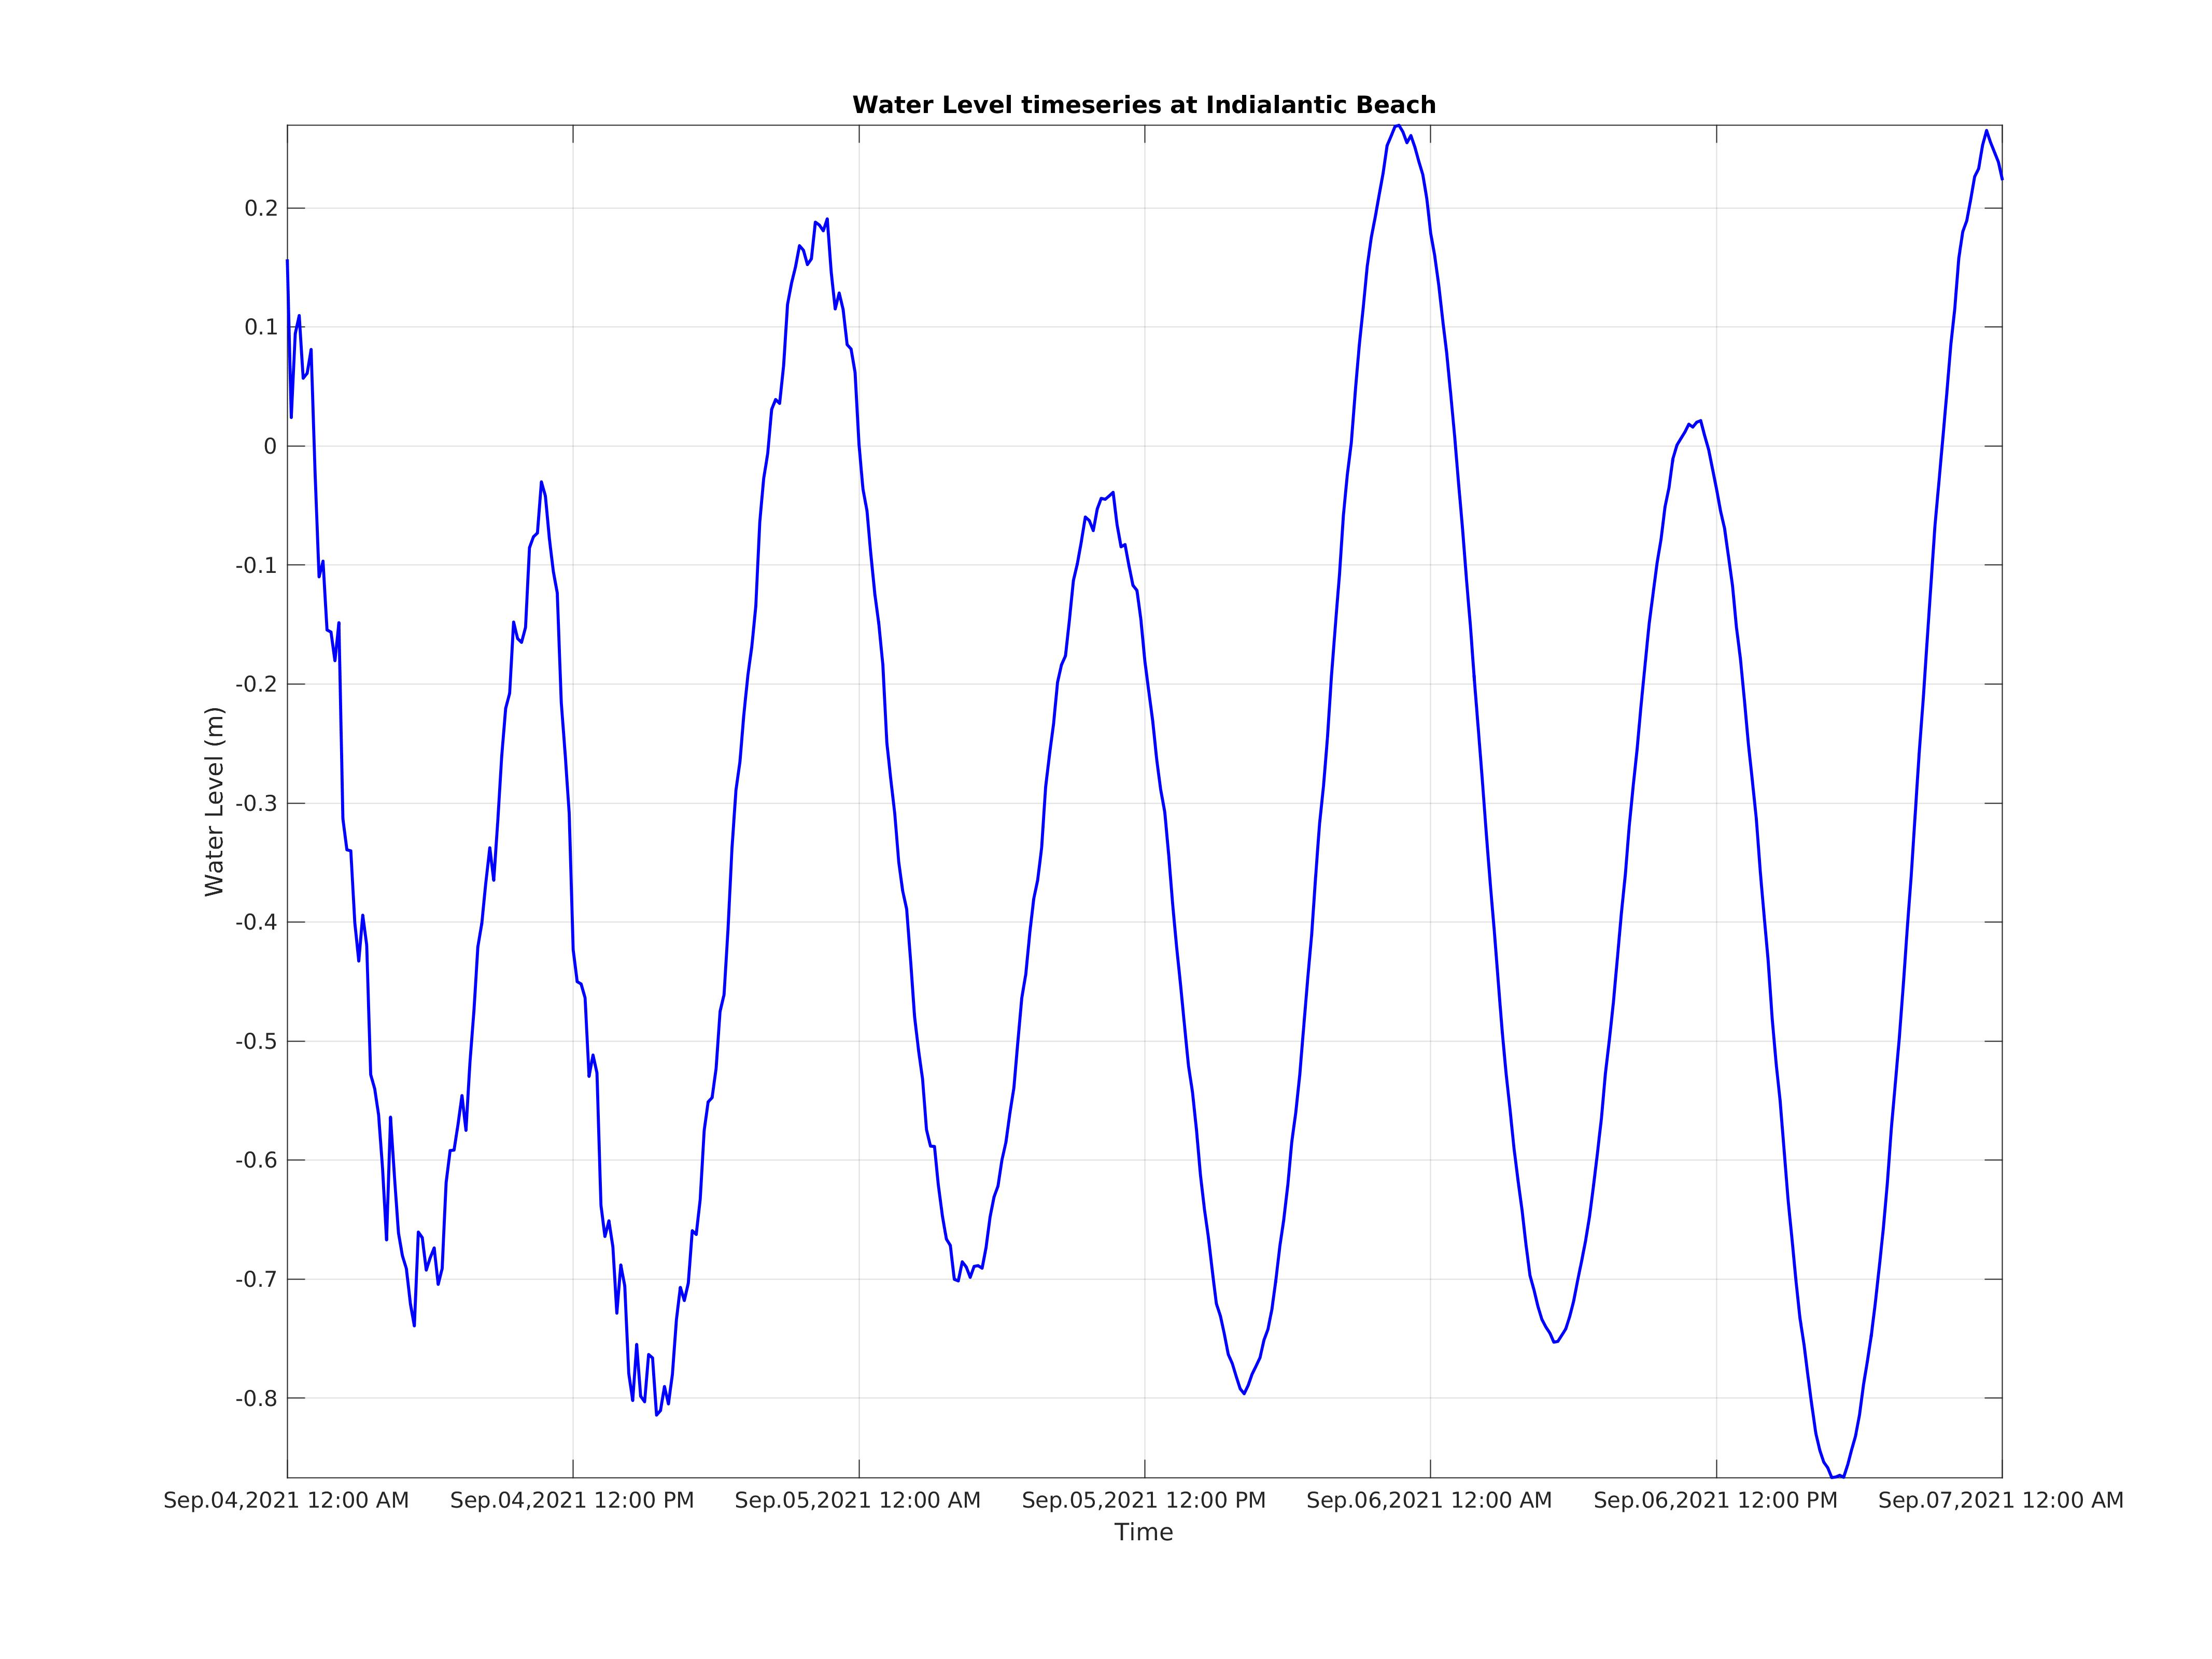 Water Level timeseries at Indialantic Beach
0.2
0.1
0
-0.1
-0.2
-0.3
-0.4
-0.5
-0.6
-0.7
-0.8
Water Level (m)
Sep.04,2021 12:00 AM Sep.04,2021 12:00 PM Sep.05,2021 12:00 AM Sep.05,2021 12:00 PM Sep.06,2021 12:00 AM Sep.06,2021 12:00 PM Sep.07,2021 12:00 AM
Time